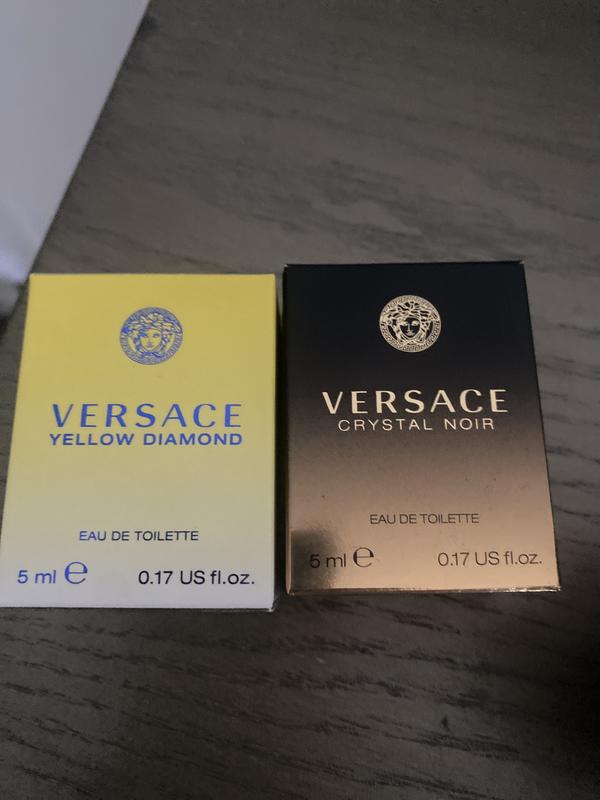 VERSACE
YELLOW DIAMOND
EAU DE TOILETTE
5 ml ℮ 0.17 US fl.oz.
VERSACE
CRYSTAL NOIR
EAU DE TOILETTE
5 ml ℮ 0.17 US fl.oz.